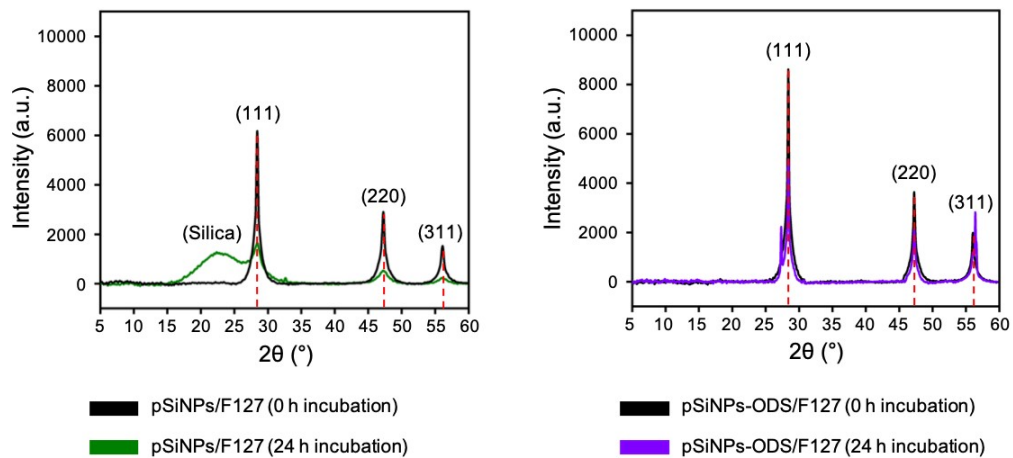 Intensity (a.u.)
10000
8000
6000
4000
2000
0
(Silica)
(111)
(220)
(311)
5 10 15 20 25 30 35 40 45 50 55 60
2θ (°)
pSiNPs/F127 (0 h incubation)
pSiNPs/F127 (24 h incubation)
Intensity (a.u.)
10000
8000
6000
4000
2000
0
(111)
(220)
(311)
5 10 15 20 25 30 35 40 45 50 55 60
2θ (°)
pSiNPs-ODS/F127 (0 h incubation)
pSiNPs-ODS/F127 (24 h incubation)